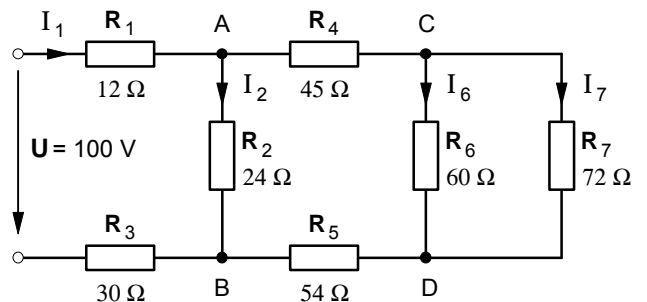 I₁ R₁ A R₄ C
12 Ω I₂ 45 Ω I₆ I₇
U = 100 V R₂ R₆ R₇
24 Ω 60 Ω 72 Ω
R₃ R₅
30 Ω B 54 Ω D